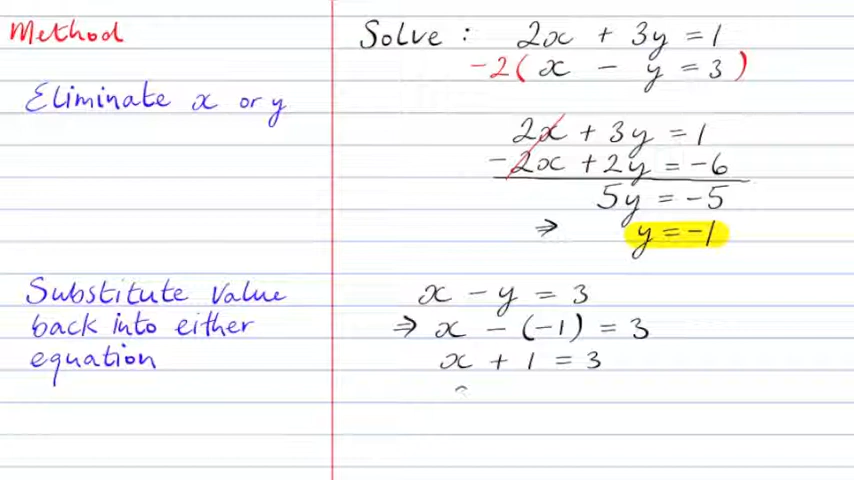 Method
Solve : 2x + 3y = 1
-2( x - y = 3 )
Eliminate x or y
2x + 3y = 1
-2x + 2y = -6
5y = -5
⇒ y = -1
Substitute value
back into either
equation
x - y = 3
⇒ x - (-1) = 3
x + 1 = 3